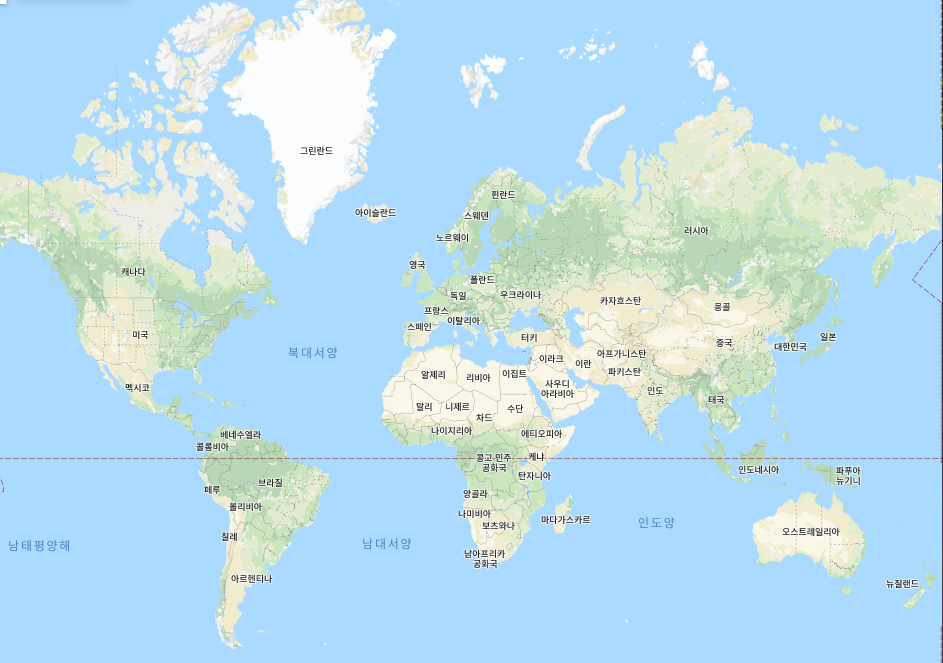 그린란드
아이슬란드
핀란드
스웨덴
노르웨이
러시아
영국
캐나다
폴란드
독일
우크라이나
카자흐스탄
몽골
프랑스
이탈리아
스페인
미국
터키
일본
중국
대한민국
아프가니스탄
이라크
이란
파키스탄
북대서양
알제리
리비아
이집트
사우디
아라비아
멕시코
인도
태국
말리
니제르
차드
수단
나이지리아
에티오피아
베네수엘라
콜롬비아
콩고 민주
공화국
케냐
탄자니아
인도네시아
파푸아
뉴기니
페루
브라질
볼리비아
앙골라
나미비아
보츠와나
마다가스카르
인도양
칠레
오스트레일리아
남태평양해
남대서양
남아프리카
공화국
아르헨티나
뉴질랜드